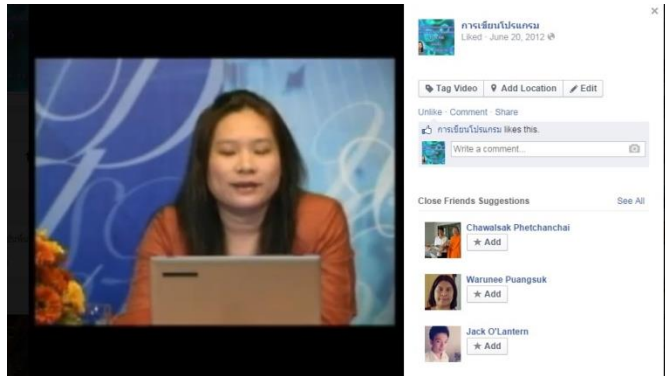 การเขียนโปรแกรม
Liked · June 20, 2012
Tag Video
Add Location
Edit
Unlike · Comment · Share
การเขียนโปรแกรม likes this.
Write a comment...
Close Friends Suggestions
See All
Chawalsak Phetchanchai
Add
Warunee Puangsuk
Add
Jack O'Lantern
Add